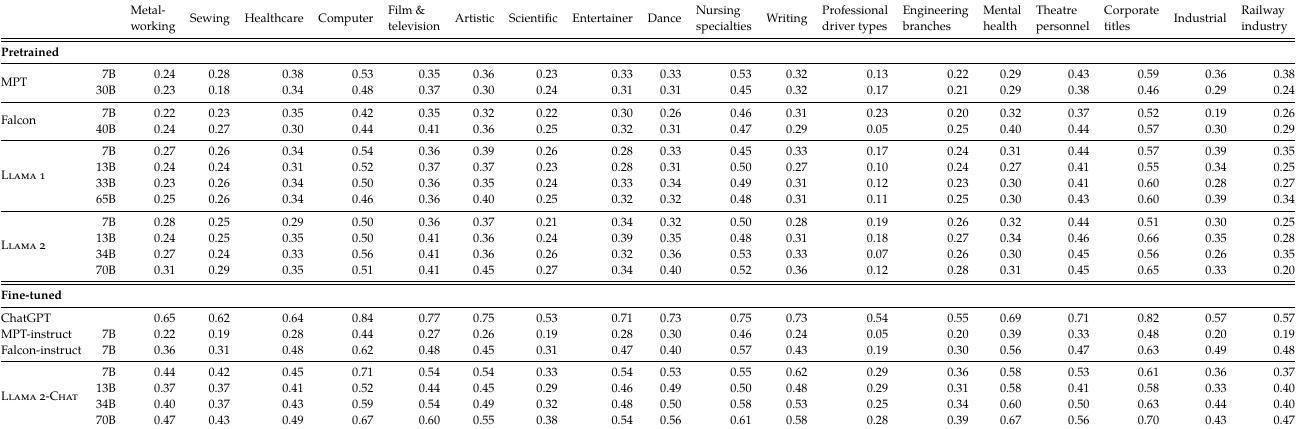 Metal-working Sewing Healthcare Computer Film & television Artistic Scientific Entertainer Dance Nursing specialties Writing Professional driver types Engineering branches Mental health Theatre personnel Corporate titles Industrial Railway industry
Pretrained
MPT 7B 0.24 0.28 0.38 0.53 0.35 0.36 0.23 0.33 0.33 0.53 0.32 0.13 0.22 0.29 0.43 0.59 0.36 0.38
30B 0.23 0.18 0.34 0.48 0.37 0.30 0.24 0.31 0.31 0.45 0.32 0.17 0.21 0.29 0.38 0.46 0.29 0.24
Falcon 7B 0.22 0.23 0.35 0.42 0.35 0.32 0.22 0.30 0.26 0.46 0.31 0.23 0.20 0.32 0.37 0.52 0.19 0.26
40B 0.24 0.27 0.30 0.44 0.41 0.36 0.25 0.32 0.31 0.47 0.29 0.05 0.25 0.40 0.44 0.57 0.30 0.29
Llama 1 7B 0.27 0.26 0.34 0.54 0.36 0.39 0.26 0.28 0.33 0.45 0.33 0.17 0.24 0.31 0.44 0.57 0.39 0.35
13B 0.24 0.24 0.31 0.52 0.37 0.37 0.23 0.28 0.31 0.50 0.27 0.10 0.24 0.27 0.41 0.55 0.34 0.25
33B 0.23 0.26 0.34 0.50 0.36 0.35 0.24 0.33 0.34 0.49 0.31 0.12 0.23 0.30 0.41 0.60 0.28 0.27
65B 0.25 0.26 0.34 0.46 0.36 0.40 0.25 0.32 0.32 0.48 0.31 0.11 0.25 0.30 0.43 0.60 0.39 0.34
Llama 2 7B 0.28 0.25 0.29 0.50 0.36 0.37 0.21 0.34 0.32 0.50 0.28 0.19 0.26 0.32 0.44 0.51 0.30 0.25
13B 0.24 0.25 0.35 0.50 0.41 0.36 0.24 0.39 0.35 0.48 0.31 0.18 0.27 0.34 0.46 0.66 0.35 0.28
34B 0.27 0.24 0.33 0.56 0.41 0.36 0.26 0.32 0.36 0.53 0.33 0.07 0.26 0.30 0.45 0.56 0.26 0.35
70B 0.31 0.29 0.35 0.51 0.41 0.45 0.27 0.34 0.40 0.52 0.36 0.12 0.28 0.31 0.45 0.65 0.33 0.20
Fine-tuned
ChatGPT 0.65 0.62 0.64 0.84 0.77 0.75 0.53 0.71 0.73 0.75 0.73 0.54 0.55 0.69 0.71 0.82 0.57 0.57
MPT-instruct 7B 0.22 0.19 0.28 0.44 0.27 0.26 0.19 0.28 0.30 0.46 0.24 0.05 0.20 0.39 0.33 0.48 0.20 0.19
Falcon-instruct 7B 0.36 0.31 0.48 0.62 0.48 0.45 0.31 0.47 0.40 0.57 0.43 0.19 0.30 0.56 0.47 0.63 0.49 0.48
Llama 2-Chat 7B 0.44 0.42 0.45 0.71 0.54 0.54 0.33 0.54 0.53 0.55 0.62 0.29 0.36 0.58 0.53 0.61 0.36 0.37
13B 0.37 0.37 0.41 0.52 0.44 0.45 0.29 0.46 0.49 0.50 0.48 0.29 0.31 0.58 0.41 0.58 0.33 0.40
34B 0.40 0.37 0.43 0.59 0.54 0.49 0.32 0.48 0.50 0.58 0.53 0.25 0.34 0.60 0.50 0.63 0.44 0.40
70B 0.47 0.43 0.49 0.67 0.60 0.55 0.38 0.54 0.56 0.61 0.58 0.28 0.39 0.67 0.56 0.70 0.43 0.47